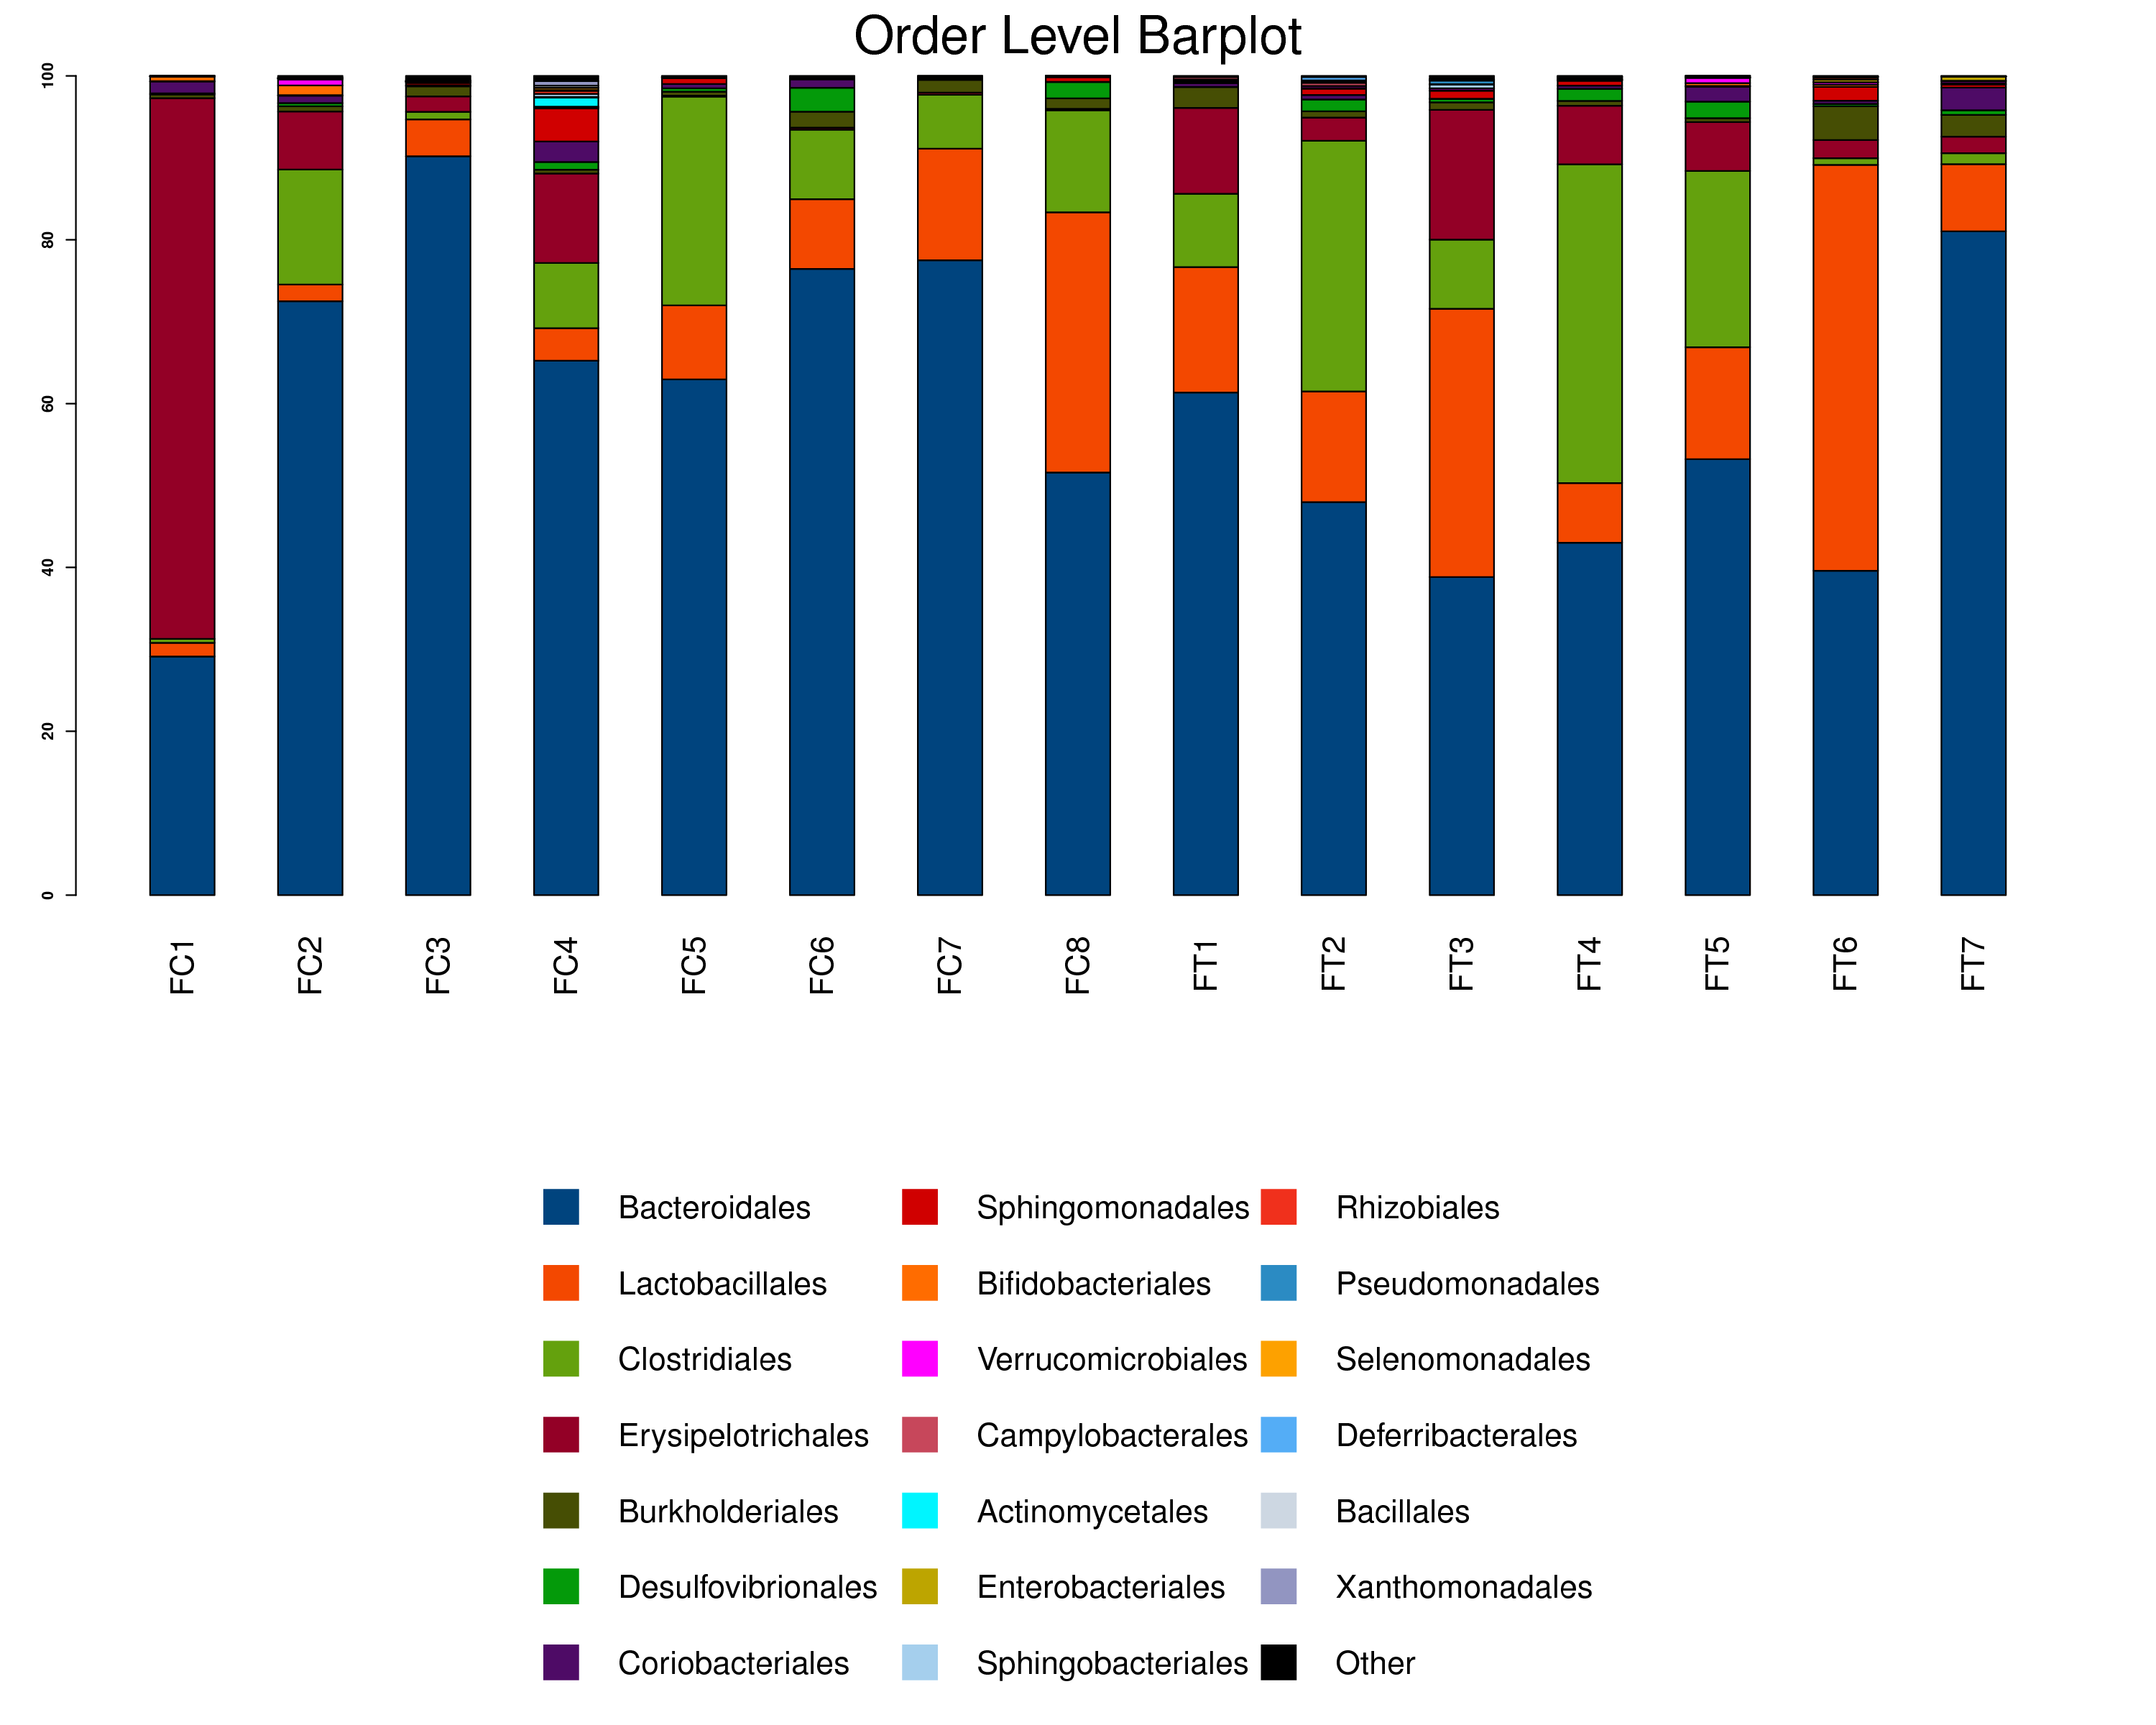 Order Level Barplot
100
80
60
40
20
0
FC1 FC2 FC3 FC4 FC5 FC6 FC7 FC8 FT1 FT2 FT3 FT4 FT5 FT6 FT7
Bacteroidales Sphingomonadales Rhizobiales
Lactobacillales Bifidobacteriales Pseudomonadales
Clostridiales Verrucomicrobiales Selenomonadales
Erysipelotrichales Campylobacterales Deferribacterales
Burkholderiales Actinomycetales Bacillales
Desulfovibrionales Enterobacteriales Xanthomonadales
Coriobacteriales Sphingobacteriales Other